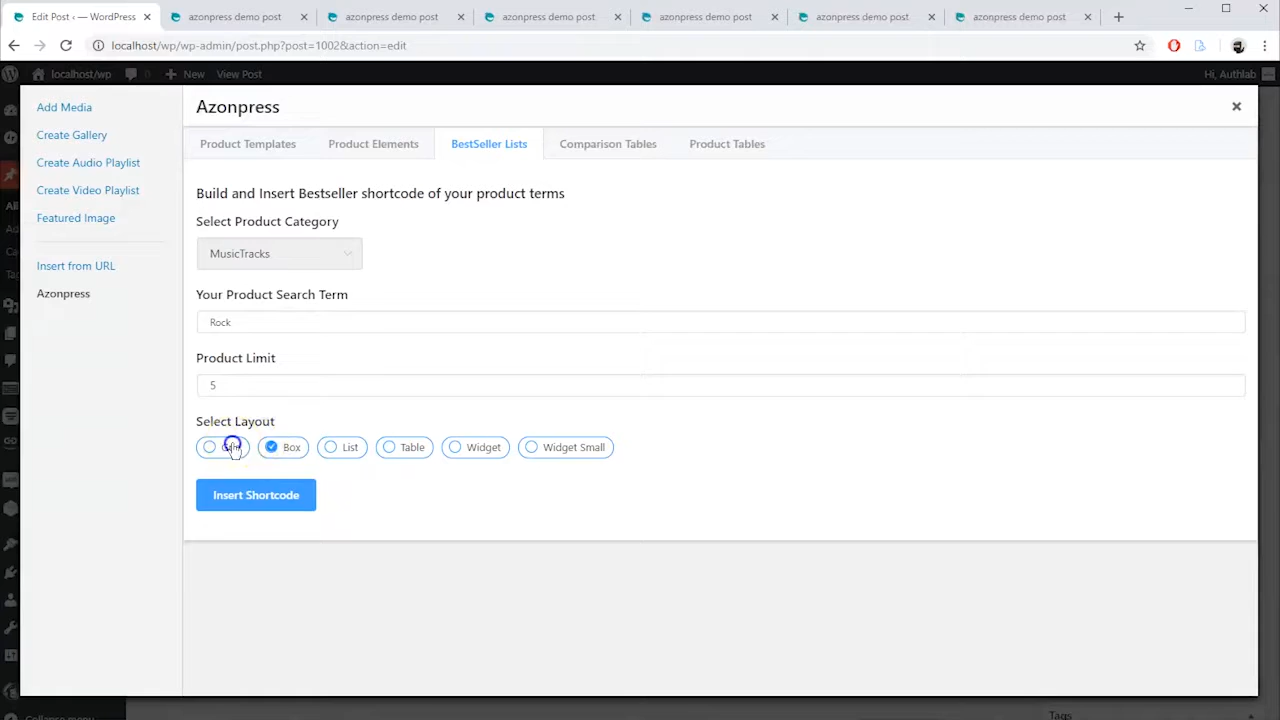 Edit Post ‹ — WordPress
azonpress demo post
azonpress demo post
azonpress demo post
azonpress demo post
azonpress demo post
azonpress demo post
localhost/wp/wp-admin/post.php?post=1002&action=edit
localhost/wp 0 New View Post Hi, Authlab
Add Media
Create Gallery
Create Audio Playlist
Create Video Playlist
Featured Image
Insert from URL
Azonpress
Azonpress
Product Templates Product Elements BestSeller Lists Comparison Tables Product Tables
Build and Insert Bestseller shortcode of your product terms
Select Product Category
MusicTracks
Your Product Search Term
Rock
Product Limit
5
Select Layout
Box List Table Widget Widget Small
Insert Shortcode
All
Collapse menu
Tags